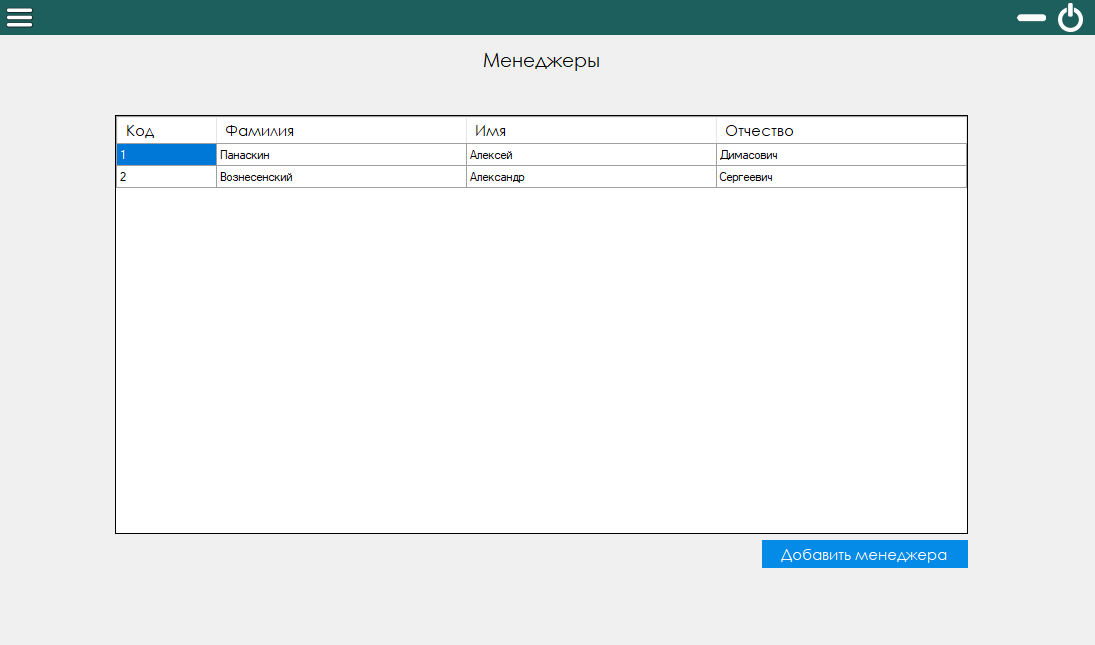 Менеджеры
Код Фамилия Имя Отчество
1 Панаскин Алексей Димасович
2 Вознесенский Александр Сергеевич
Добавить менеджера